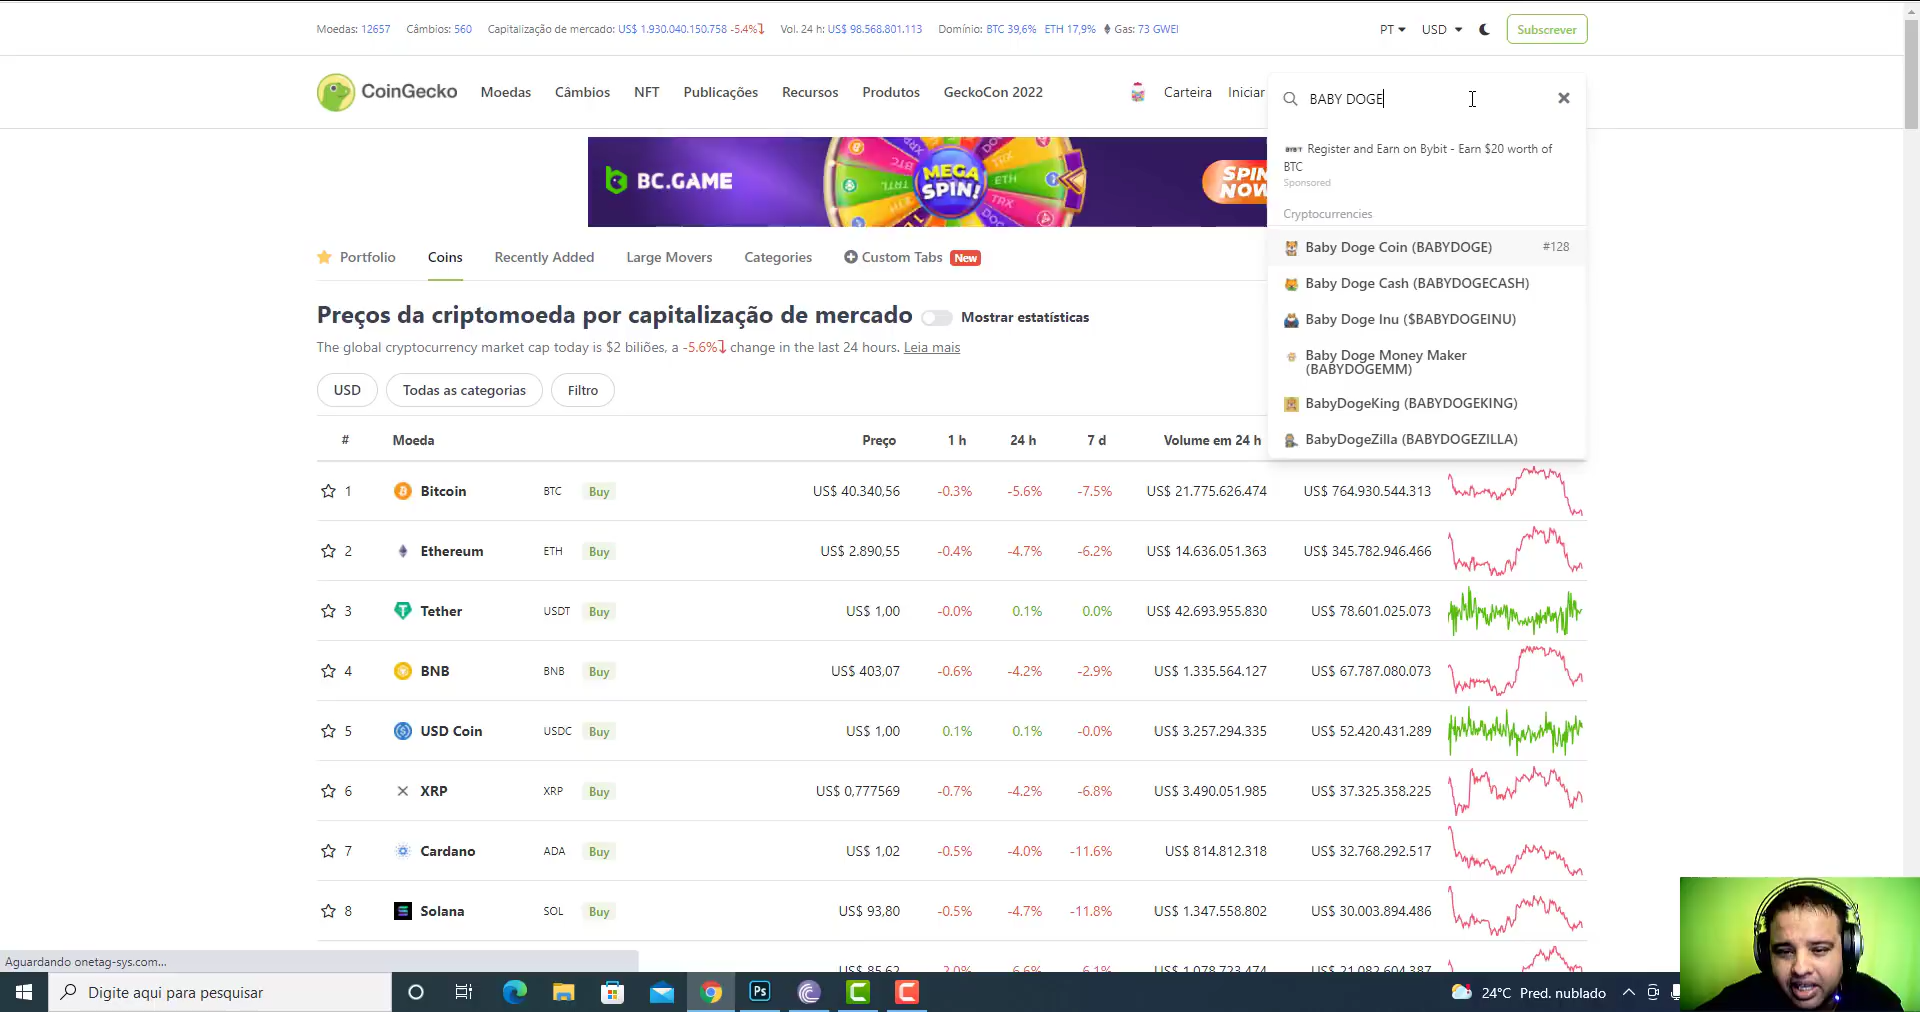 Moedas: 12657 Câmbios: 560 Capitalização de mercado: US$ 1.930.040.150.758 -5.4% Vol. 24 h: US$ 98.568.801.113 Domínio: BTC 39,6% ETH 17,9% Gas: 73 GWEI PT USD Subscrever
CoinGecko Moedas Câmbios NFT Publicações Recursos Produtos GeckoCon 2022 Carteira Iniciar
BABY DOGE
Register and Earn on Bybit - Earn $20 worth of
BTC
Sponsored
Cryptocurrencies
Baby Doge Coin (BABYDOGE) #128
Baby Doge Cash (BABYDOGECASH)
Baby Doge Inu ($BABYDOGEINU)
Baby Doge Money Maker
(BABYDOGEMM)
BabyDogeKing (BABYDOGEKING)
BabyDogeZilla (BABYDOGEZILLA)
BC.GAME MEGA SPIN! SPIN NOW
Portfolio Coins Recently Added Large Movers Categories Custom Tabs New
Preços da criptomoeda por capitalização de mercado Mostrar estatísticas
The global cryptocurrency market cap today is $2 biliões, a -5.6% change in the last 24 hours. Leia mais
USD Todas as categorias Filtro
# Moeda Preço 1 h 24 h 7 d Volume em 24 h
1 Bitcoin BTC Buy US$ 40.340,56 -0.3% -5.6% -7.5% US$ 21.775.626.474 US$ 764.930.544.313
2 Ethereum ETH Buy US$ 2.890,55 -0.4% -4.7% -6.2% US$ 14.636.051.363 US$ 345.782.946.466
3 Tether USDT Buy US$ 1,00 -0.0% 0.1% 0.0% US$ 42.693.955.830 US$ 78.601.025.073
4 BNB BNB Buy US$ 403,07 -0.6% -4.2% -2.9% US$ 1.335.564.127 US$ 67.787.080.073
5 USD Coin USDC Buy US$ 1,00 0.1% 0.1% -0.0% US$ 3.257.294.335 US$ 52.420.431.289
6 XRP XRP Buy US$ 0,777569 -0.7% -4.2% -6.8% US$ 3.490.051.985 US$ 37.325.358.225
7 Cardano ADA Buy US$ 1,02 -0.5% -4.0% -11.6% US$ 814.812.318 US$ 32.768.292.517
8 Solana SOL Buy US$ 93,80 -0.5% -4.7% -11.8% US$ 1.347.558.802 US$ 30.003.894.486
Aguardando onetag-sys.com...
Digite aqui para pesquisar Ps 24°C Pred. nublado